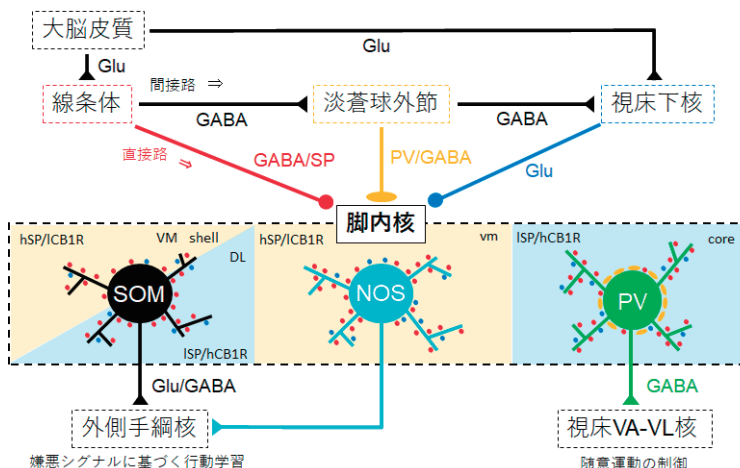 大脳皮質
Glu
Glu
線条体
間接路 ⇒
GABA
淡蒼球外節
GABA
視床下核
直接路 ⇒
GABA/SP
PV/GABA
Glu
脚内核
hSP/lCB1R
VM shell
DL
SOM
lSP/hCB1R
hSP/lCB1R
vm
NOS
lSP/hCB1R
core
PV
Glu/GABA
GABA
外側手綱核
視床VA-VL核
嫌悪シグナルに基づく行動学習
随意運動の制御